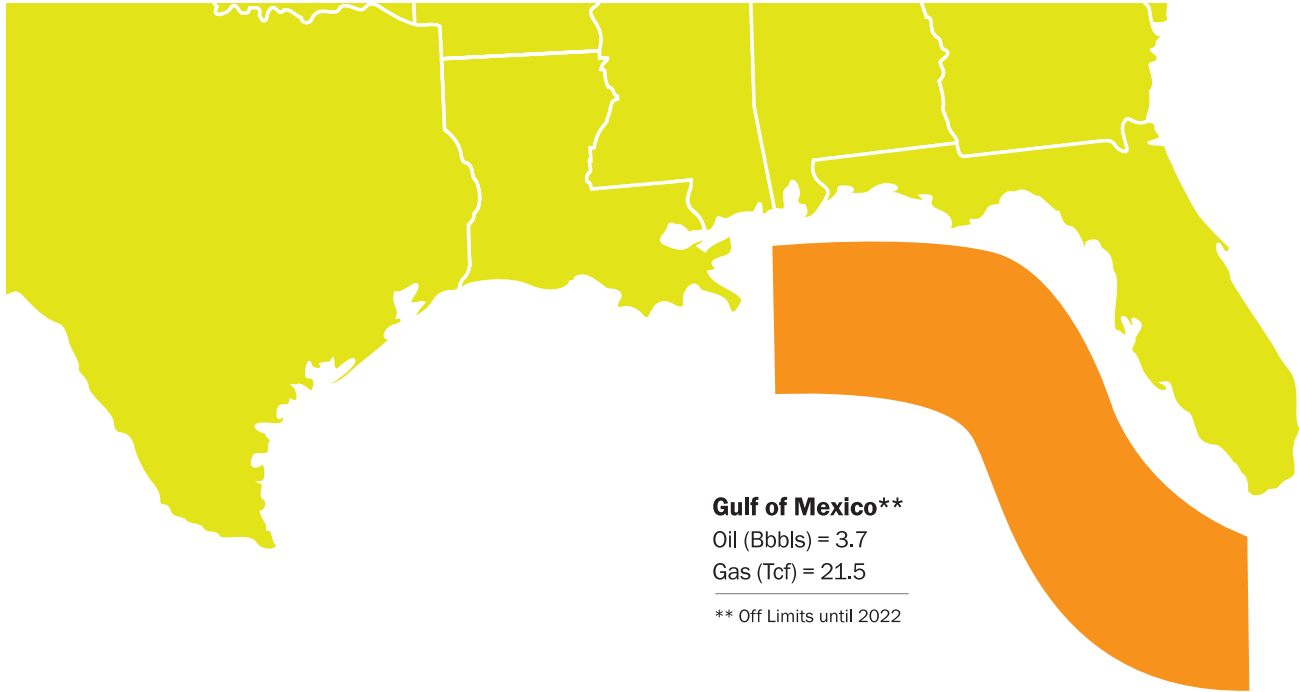 Gulf of Mexico**
Oil (Bbbls) = 3.7
Gas (Tcf) = 21.5
** Off Limits until 2022